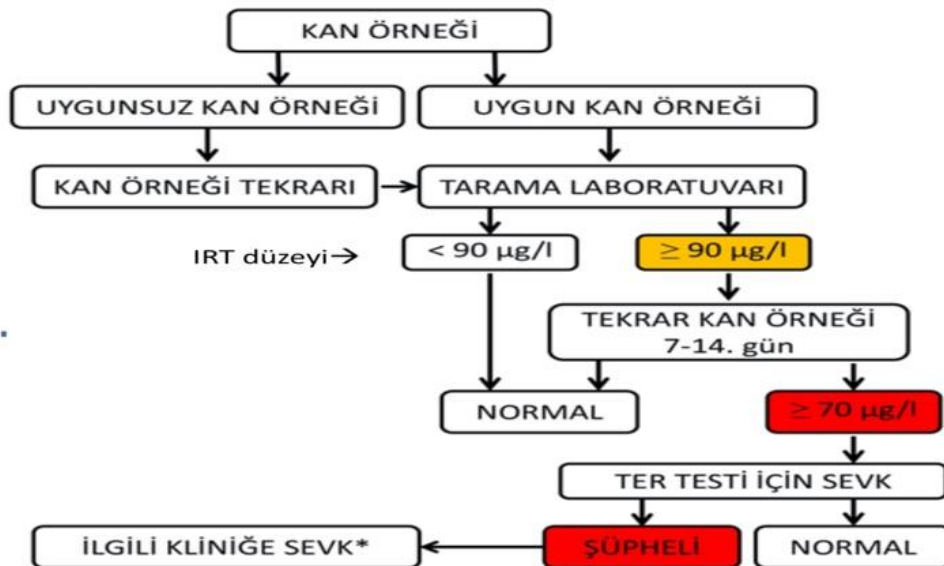 KAN ÖRNEĞİ
UYGUNSUZ KAN ÖRNEĞİ
UYGUN KAN ÖRNEĞİ
KAN ÖRNEĞİ TEKRARI
TARAMA LABORATUVARI
IRT düzeyi→
< 90 µg/l
≥ 90 µg/l
TEKRAR KAN ÖRNEĞİ
7-14. gün
NORMAL
≥ 70 µg/l
TER TESTİ İÇİN SEVK
İLGİLİ KLİNİĞE SEVK*
ŞÜPHELİ
NORMAL